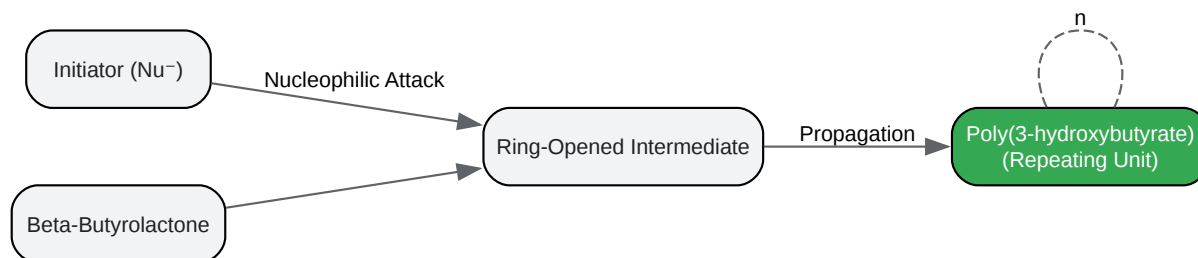 n
Initiator (Nu⁻)
Nucleophilic Attack
Ring-Opened Intermediate
Propagation
Poly(3-hydroxybutyrate)
(Repeating Unit)
Beta-Butyrolactone